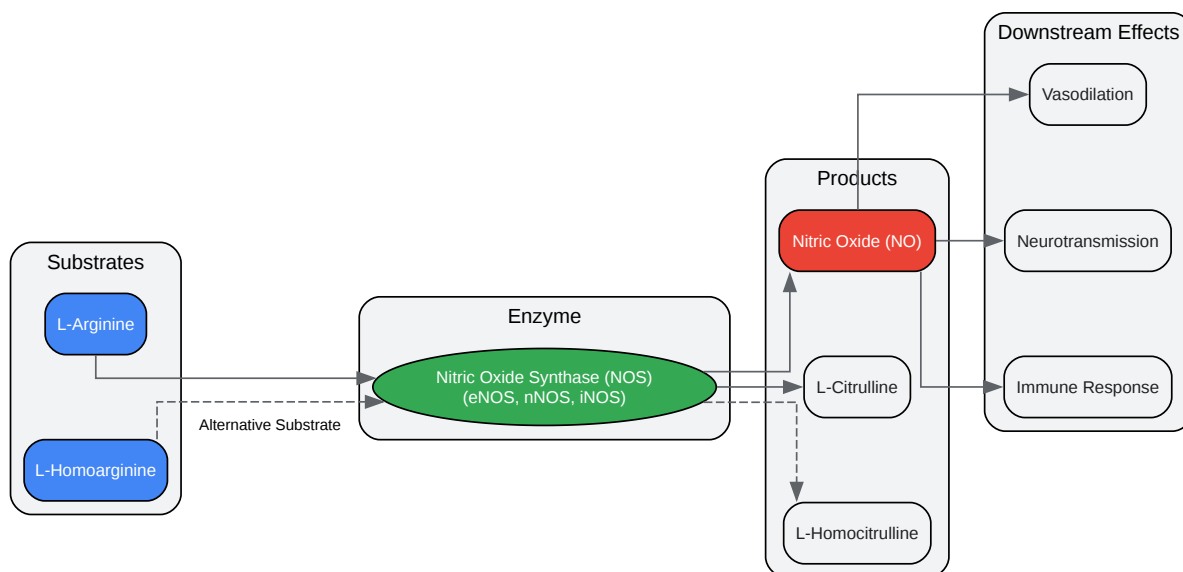 Substrates
L-Arginine
L-Homoarginine
Alternative Substrate
Enzyme
Nitric Oxide Synthase (NOS)
(eNOS, nNOS, iNOS)
Products
Nitric Oxide (NO)
L-Citrulline
L-Homocitrulline
Downstream Effects
Vasodilation
Neurotransmission
Immune Response